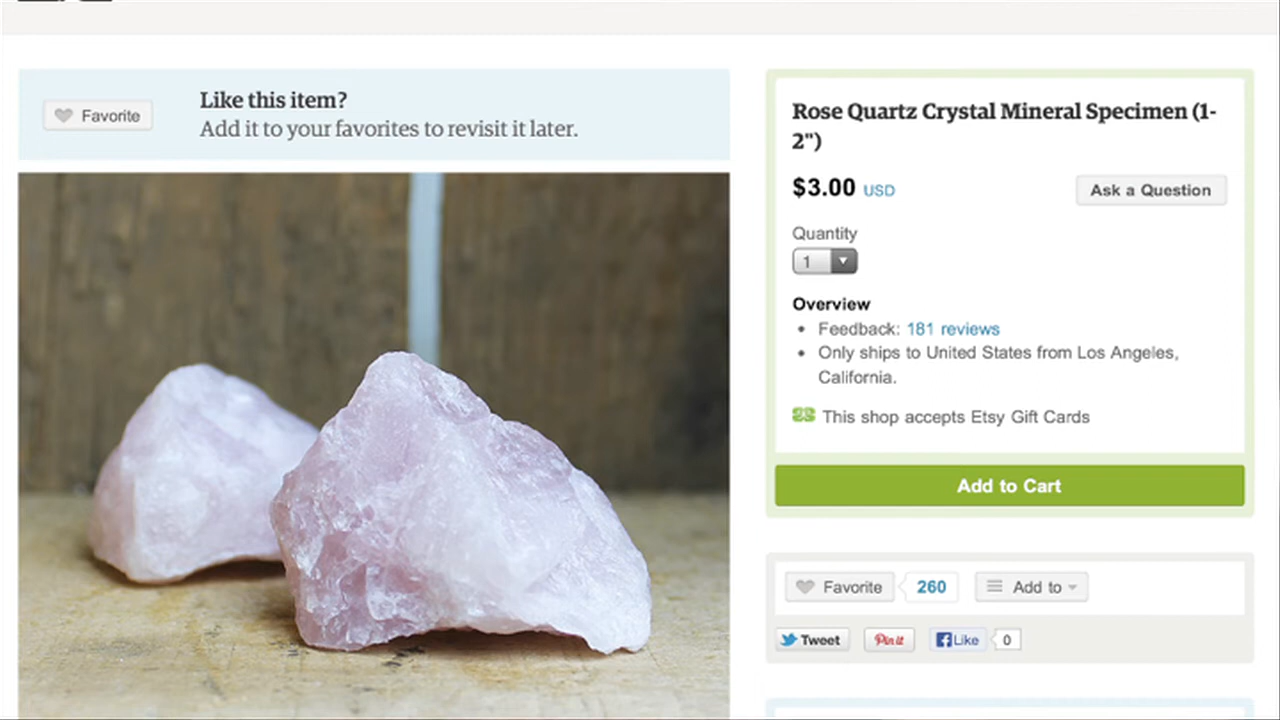 Favorite
Like this item?
Add it to your favorites to revisit it later.
Rose Quartz Crystal Mineral Specimen (1-
2")
$3.00 USD
Ask a Question
Quantity
1
Overview
• Feedback: 181 reviews
• Only ships to United States from Los Angeles,
California.
This shop accepts Etsy Gift Cards
Add to Cart
Favorite 260 Add to
Tweet Pin it Like 0